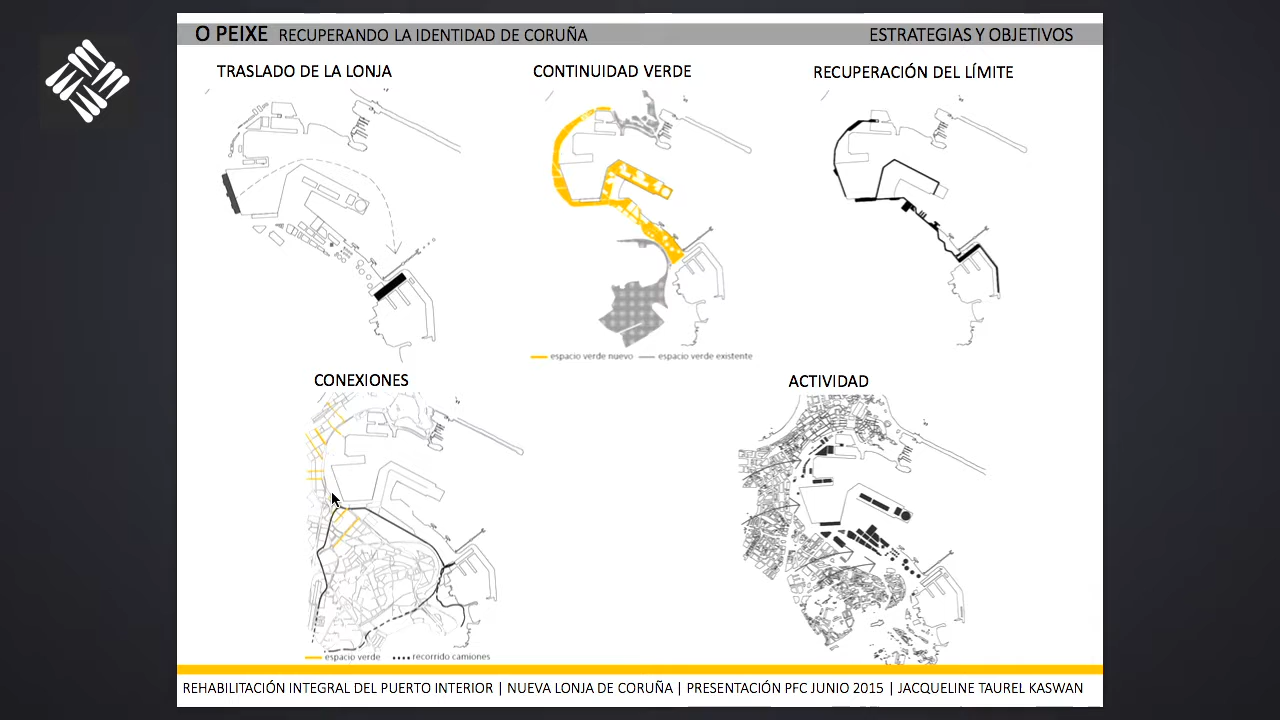 O PEIXE RECUPERANDO LA IDENTIDAD DE CORUÑA ESTRATEGIAS Y OBJETIVOS
TRASLADO DE LA LONJA
CONTINUIDAD VERDE
RECUPERACIÓN DEL LÍMITE
espacio verde nuevo espacio verde existente
CONEXIONES
ACTIVIDAD
espacio verde recorrido camiones
REHABILITACIÓN INTEGRAL DEL PUERTO INTERIOR | NUEVA LONJA DE CORUÑA | PRESENTACIÓN PFC JUNIO 2015 | JACQUELINE TAUREL KASWAN